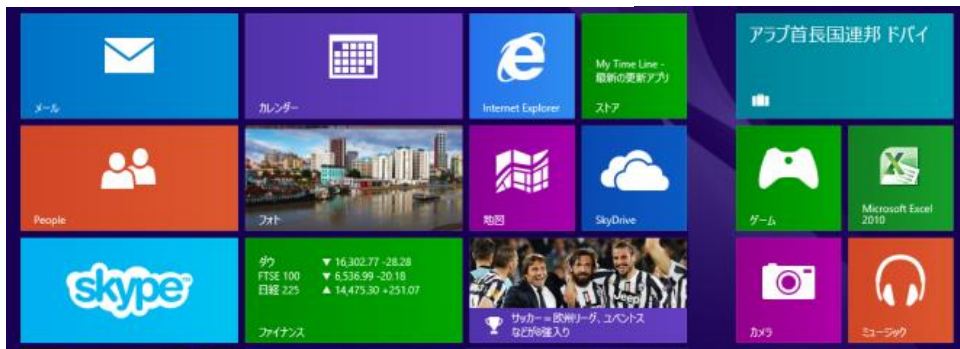 メール
カレンダー
Internet Explorer
My Time Line -
最新の更新アプリ
ストア
アラブ首長国連邦 ドバイ
People
フォト
地図
SkyDrive
ゲーム
Microsoft Excel
2010
skype™
ダウ ▼ 16,302.77 -28.28
FTSE 100 ▼ 6,536.99 -20.18
日経 225 ▲ 14,475.30 +251.07
ファイナンス
Jeep
サッカー＝欧州リーグ、ユベントス
などが8強入り
カメラ
ミュージック